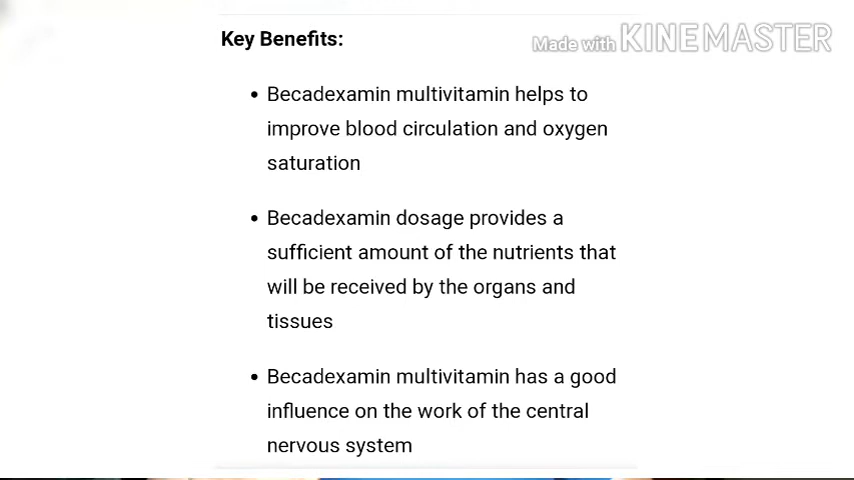 Key Benefits:
Made with KINEMASTER
• Becadexamin multivitamin helps to
improve blood circulation and oxygen
saturation
• Becadexamin dosage provides a
sufficient amount of the nutrients that
will be received by the organs and
tissues
• Becadexamin multivitamin has a good
influence on the work of the central
nervous system